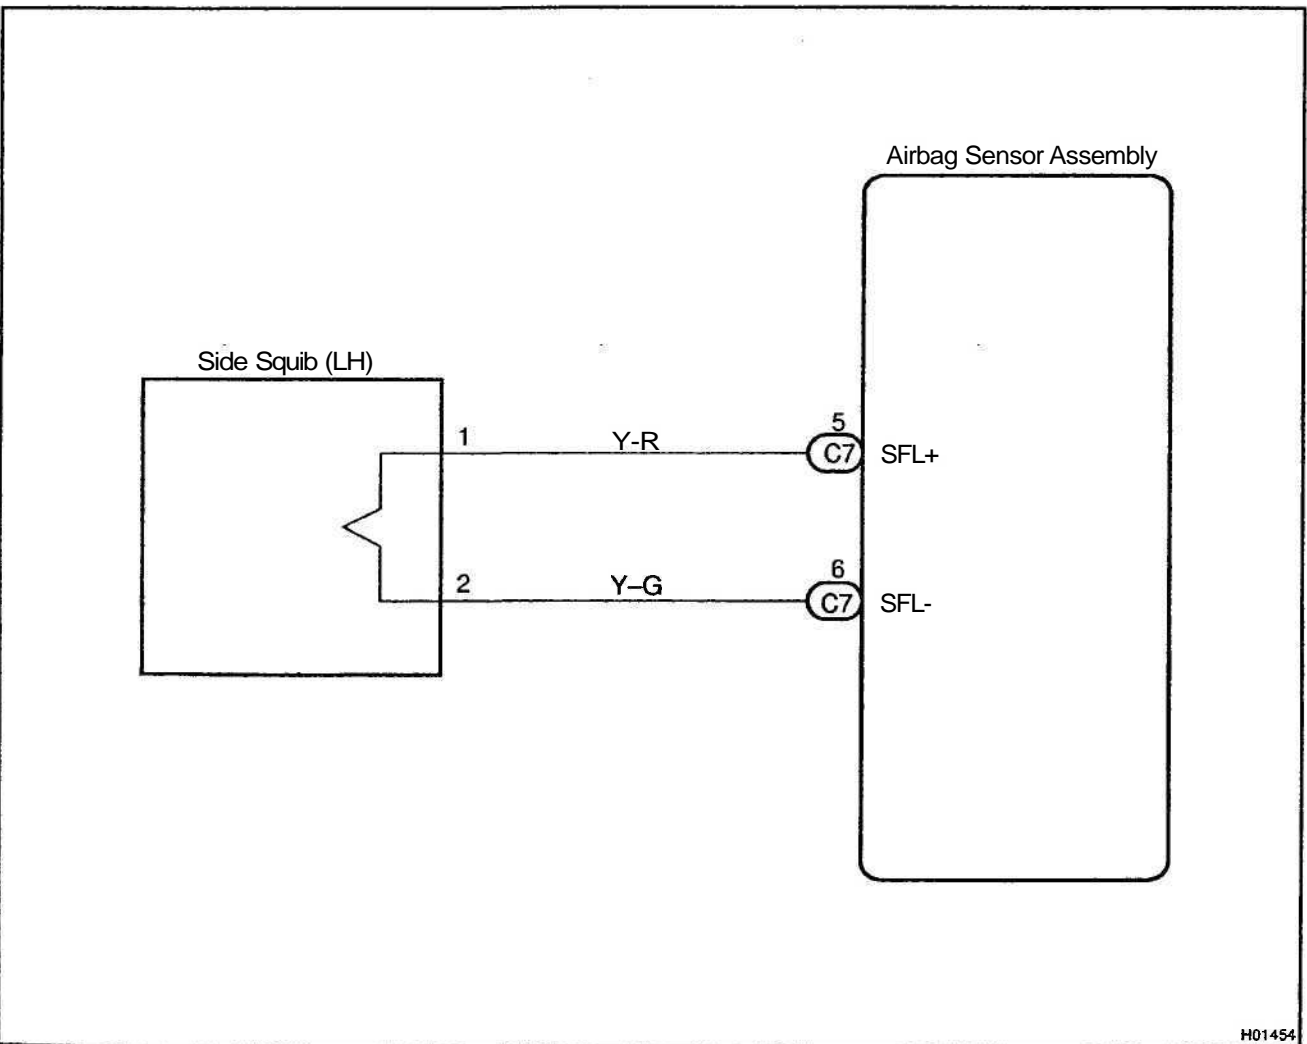 Airbag Sensor Assembly
Side Squib (LH)
1
Y-R
5
C7
SFL+
2
Y–G
6
C7
SFL-
H01454